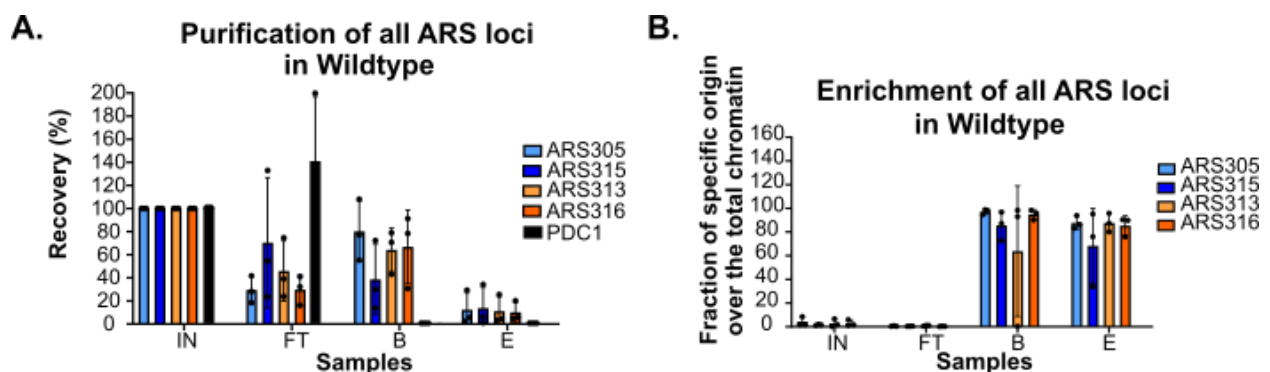 A.
Purification of all ARS loci
in Wildtype
Recovery (%)
200
180
160
140
120
100
80
60
40
20
0
IN
FT
B
E
Samples
ARS305
ARS315
ARS313
ARS316
PDC1
B.
Enrichment of all ARS loci
in Wildtype
Fraction of specific origin
over the total chromatin
160
140
120
100
80
60
40
20
0
IN
FT
B
E
Samples
ARS305
ARS315
ARS313
ARS316